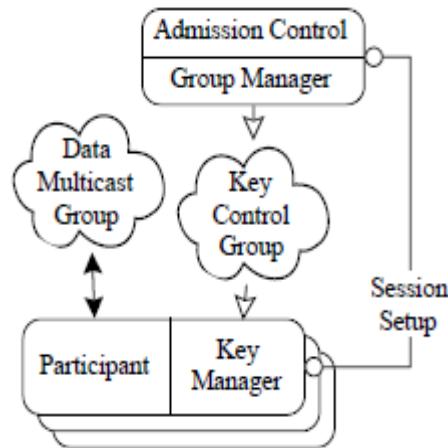 Admission Control
Group Manager
Data
Multicast
Group
Key
Control
Group
Session
Setup
Participant
Key
Manager